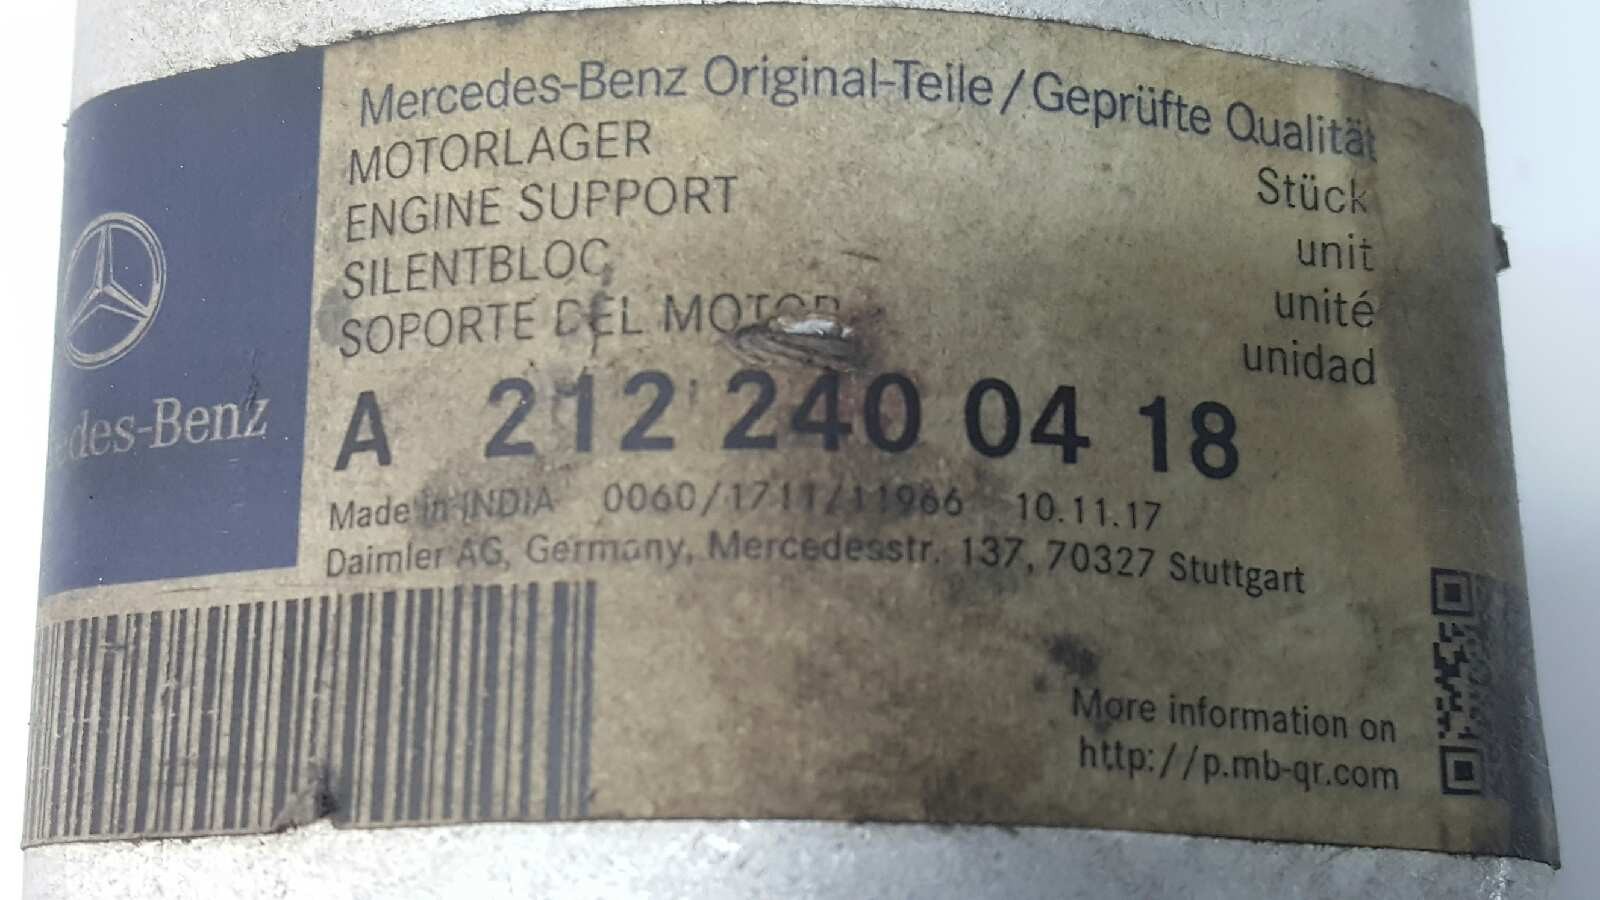 Mercedes-Benz Original-Teile/Geprüfte Qualität
MOTORLAGER Stück
ENGINE SUPPORT unit
SILENTBLOC unité
SOPORTE DEL MOTOR unidad
edes-Benz
A 212 240 04 18
Made in INDIA 0060/1711/11966 10.11.17
Daimler AG, Germany, Mercedesstr. 137, 70327 Stuttgart
More information on
http://p.mb-qr.com